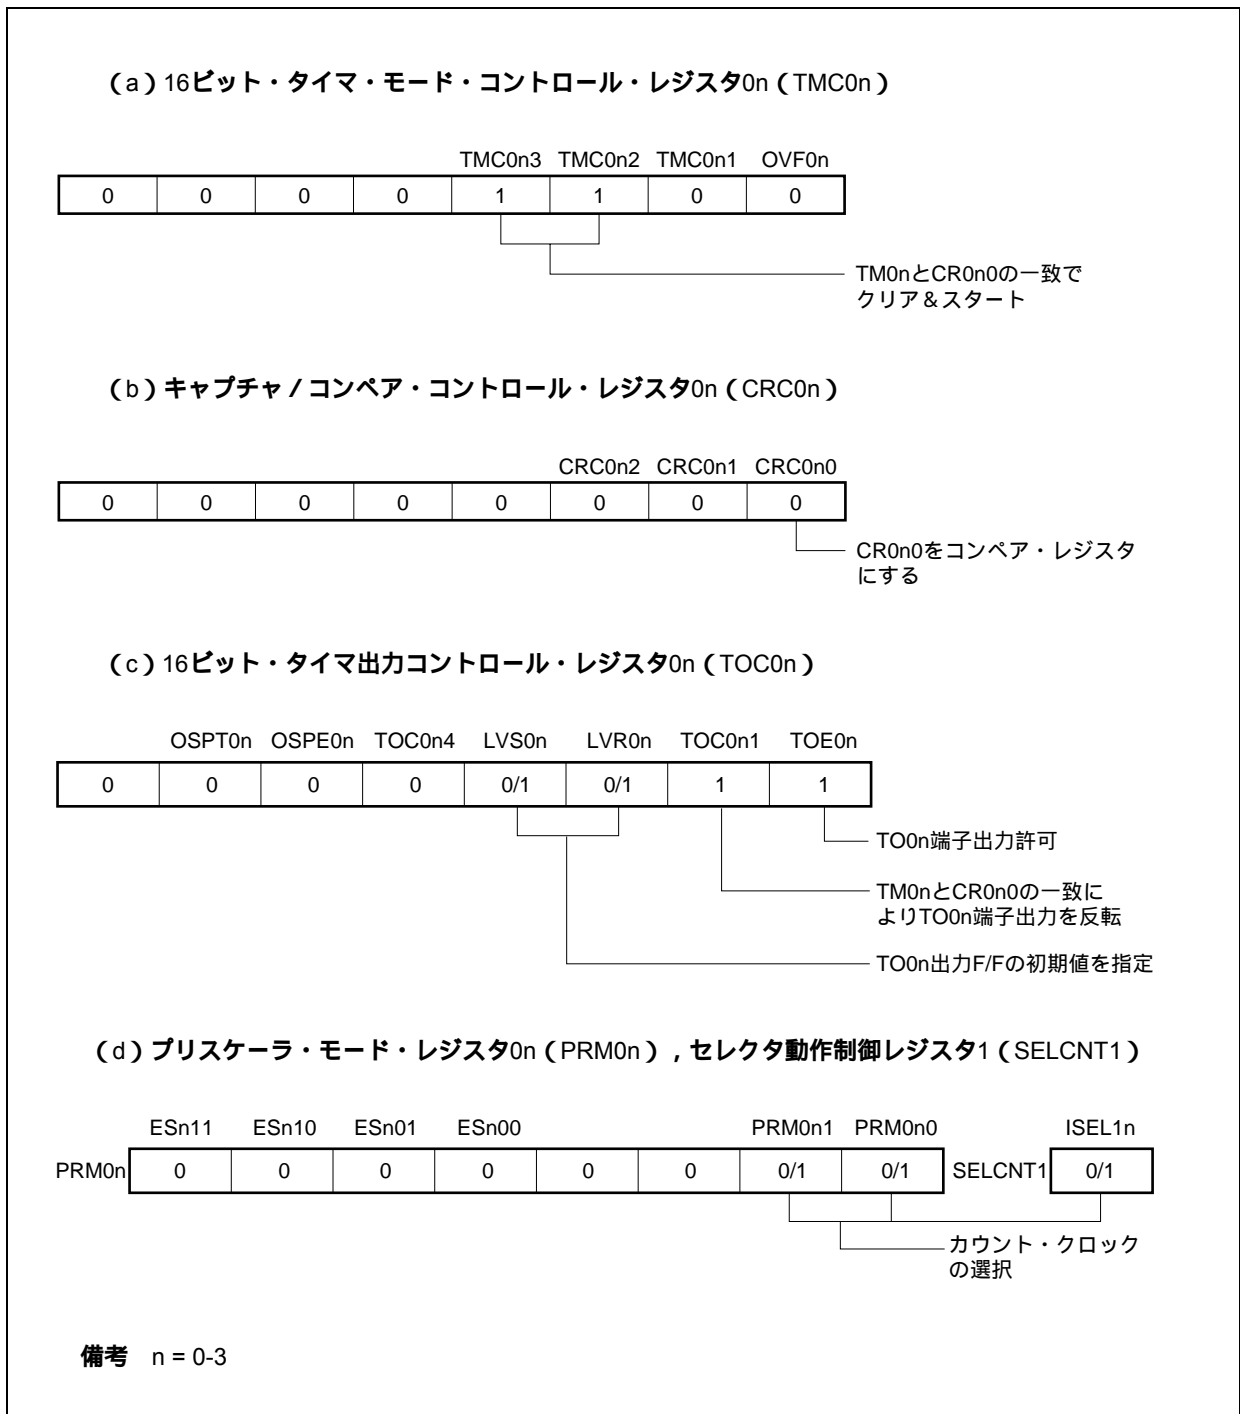 （a）16ビット・タイマ・モード・コントロール・レジスタ0n（TMC0n）
TMC0n3 TMC0n2 TMC0n1 OVF0n
0 0 0 0 1 1 0 0
TM0nとCR0n0の一致で
クリア＆スタート
（b）キャプチャ／コンペア・コントロール・レジスタ0n（CRC0n）
CRC0n2 CRC0n1 CRC0n0
0 0 0 0 0 0 0 0
CR0n0をコンペア・レジスタ
にする
（c）16ビット・タイマ出力コントロール・レジスタ0n（TOC0n）
OSPT0n OSPE0n TOC0n4 LVS0n LVR0n TOC0n1 TOE0n
0 0 0 0 0/1 0/1 1 1
TO0n端子出力許可
TM0nとCR0n0の一致に
よりTO0n端子出力を反転
TO0n出力F/Fの初期値を指定
（d）プリスケーラ・モード・レジスタ0n（PRM0n），セレクタ動作制御レジスタ1（SELCNT1）
ESn11 ESn10 ESn01 ESn00 PRM0n1 PRM0n0 ISEL1n
PRM0n 0 0 0 0 0 0 0/1 0/1 SELCNT1 0/1
カウント・クロック
の選択
備考 n = 0-3